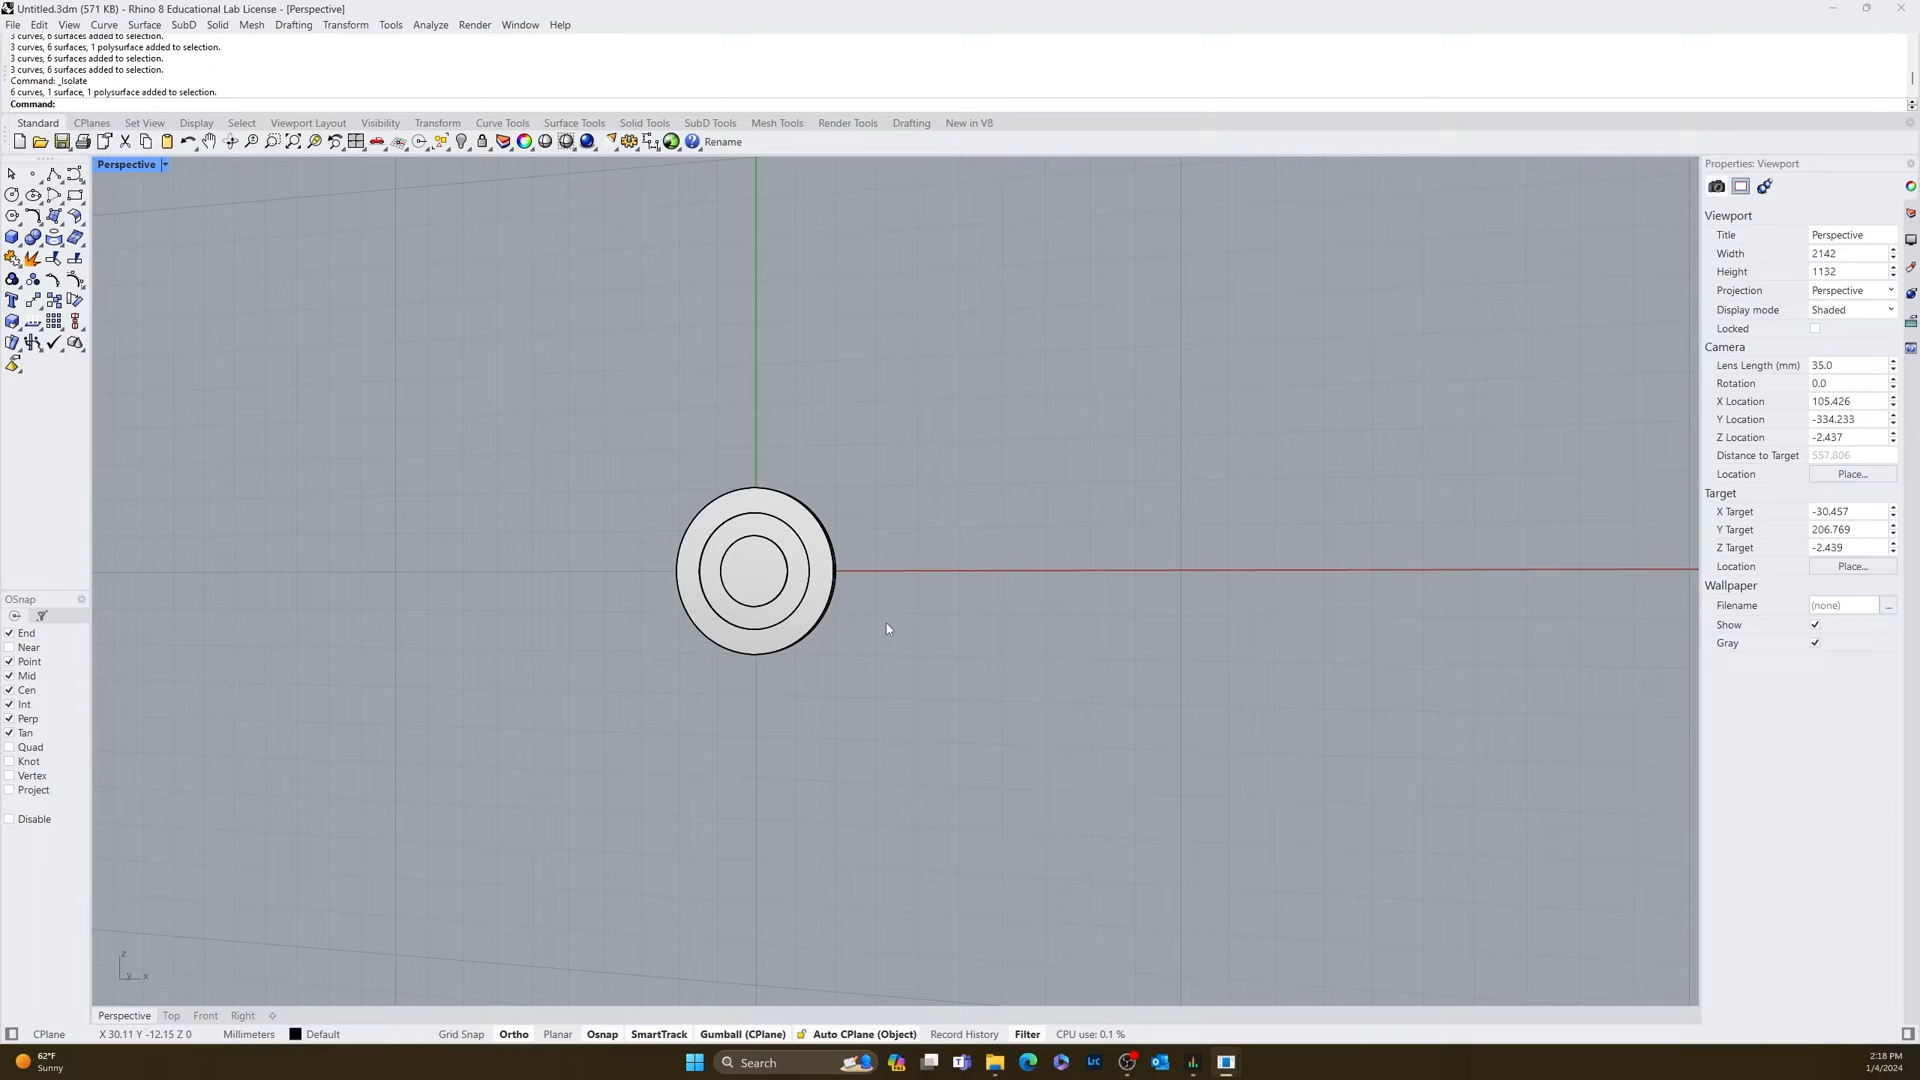 Untitled.3dm (571 KB) - Rhino 8 Educational Lab License - [Perspective]
File Edit View Curve Surface SubD Solid Mesh Drafting Transform Tools Analyze Render Window Help
3 curves, 6 surfaces added to selection.
3 curves, 6 surfaces, 1 polysurface added to selection.
3 curves, 6 surfaces added to selection.
3 curves, 6 surfaces added to selection.
Command: _Isolate
6 curves, 1 surface, 1 polysurface added to selection.
Command:
Standard CPlanes Set View Display Select Viewport Layout Visibility Transform Curve Tools Surface Tools Solid Tools SubD Tools Mesh Tools Render Tools Drafting New in V8
Rename
Perspective
Properties: Viewport
Viewport
Title Perspective
Width 2142
Height 1132
Projection Perspective
Display mode Shaded
Locked
Camera
Lens Length (mm) 35.0
Rotation 0.0
X Location 105.426
Y Location -334.233
Z Location -2.437
Distance to Target 557.806
Location Place...
Target
X Target -30.457
Y Target 206.769
Z Target -2.439
Location Place...
Wallpaper
Filename (none) ...
Show
Gray
OSnap
End
Near
Point
Mid
Cen
Int
Perp
Tan
Quad
Knot
Vertex
Project
Disable
z
y x
Perspective Top Front Right
CPlane X 30.11 Y -12.15 Z 0 Millimeters Default Grid Snap Ortho Planar Osnap SmartTrack Gumball (CPlane) Auto CPlane (Object) Record History Filter CPU use: 0.1 %
62°F
Sunny
Search
LrC
2:18 PM
1/4/2024